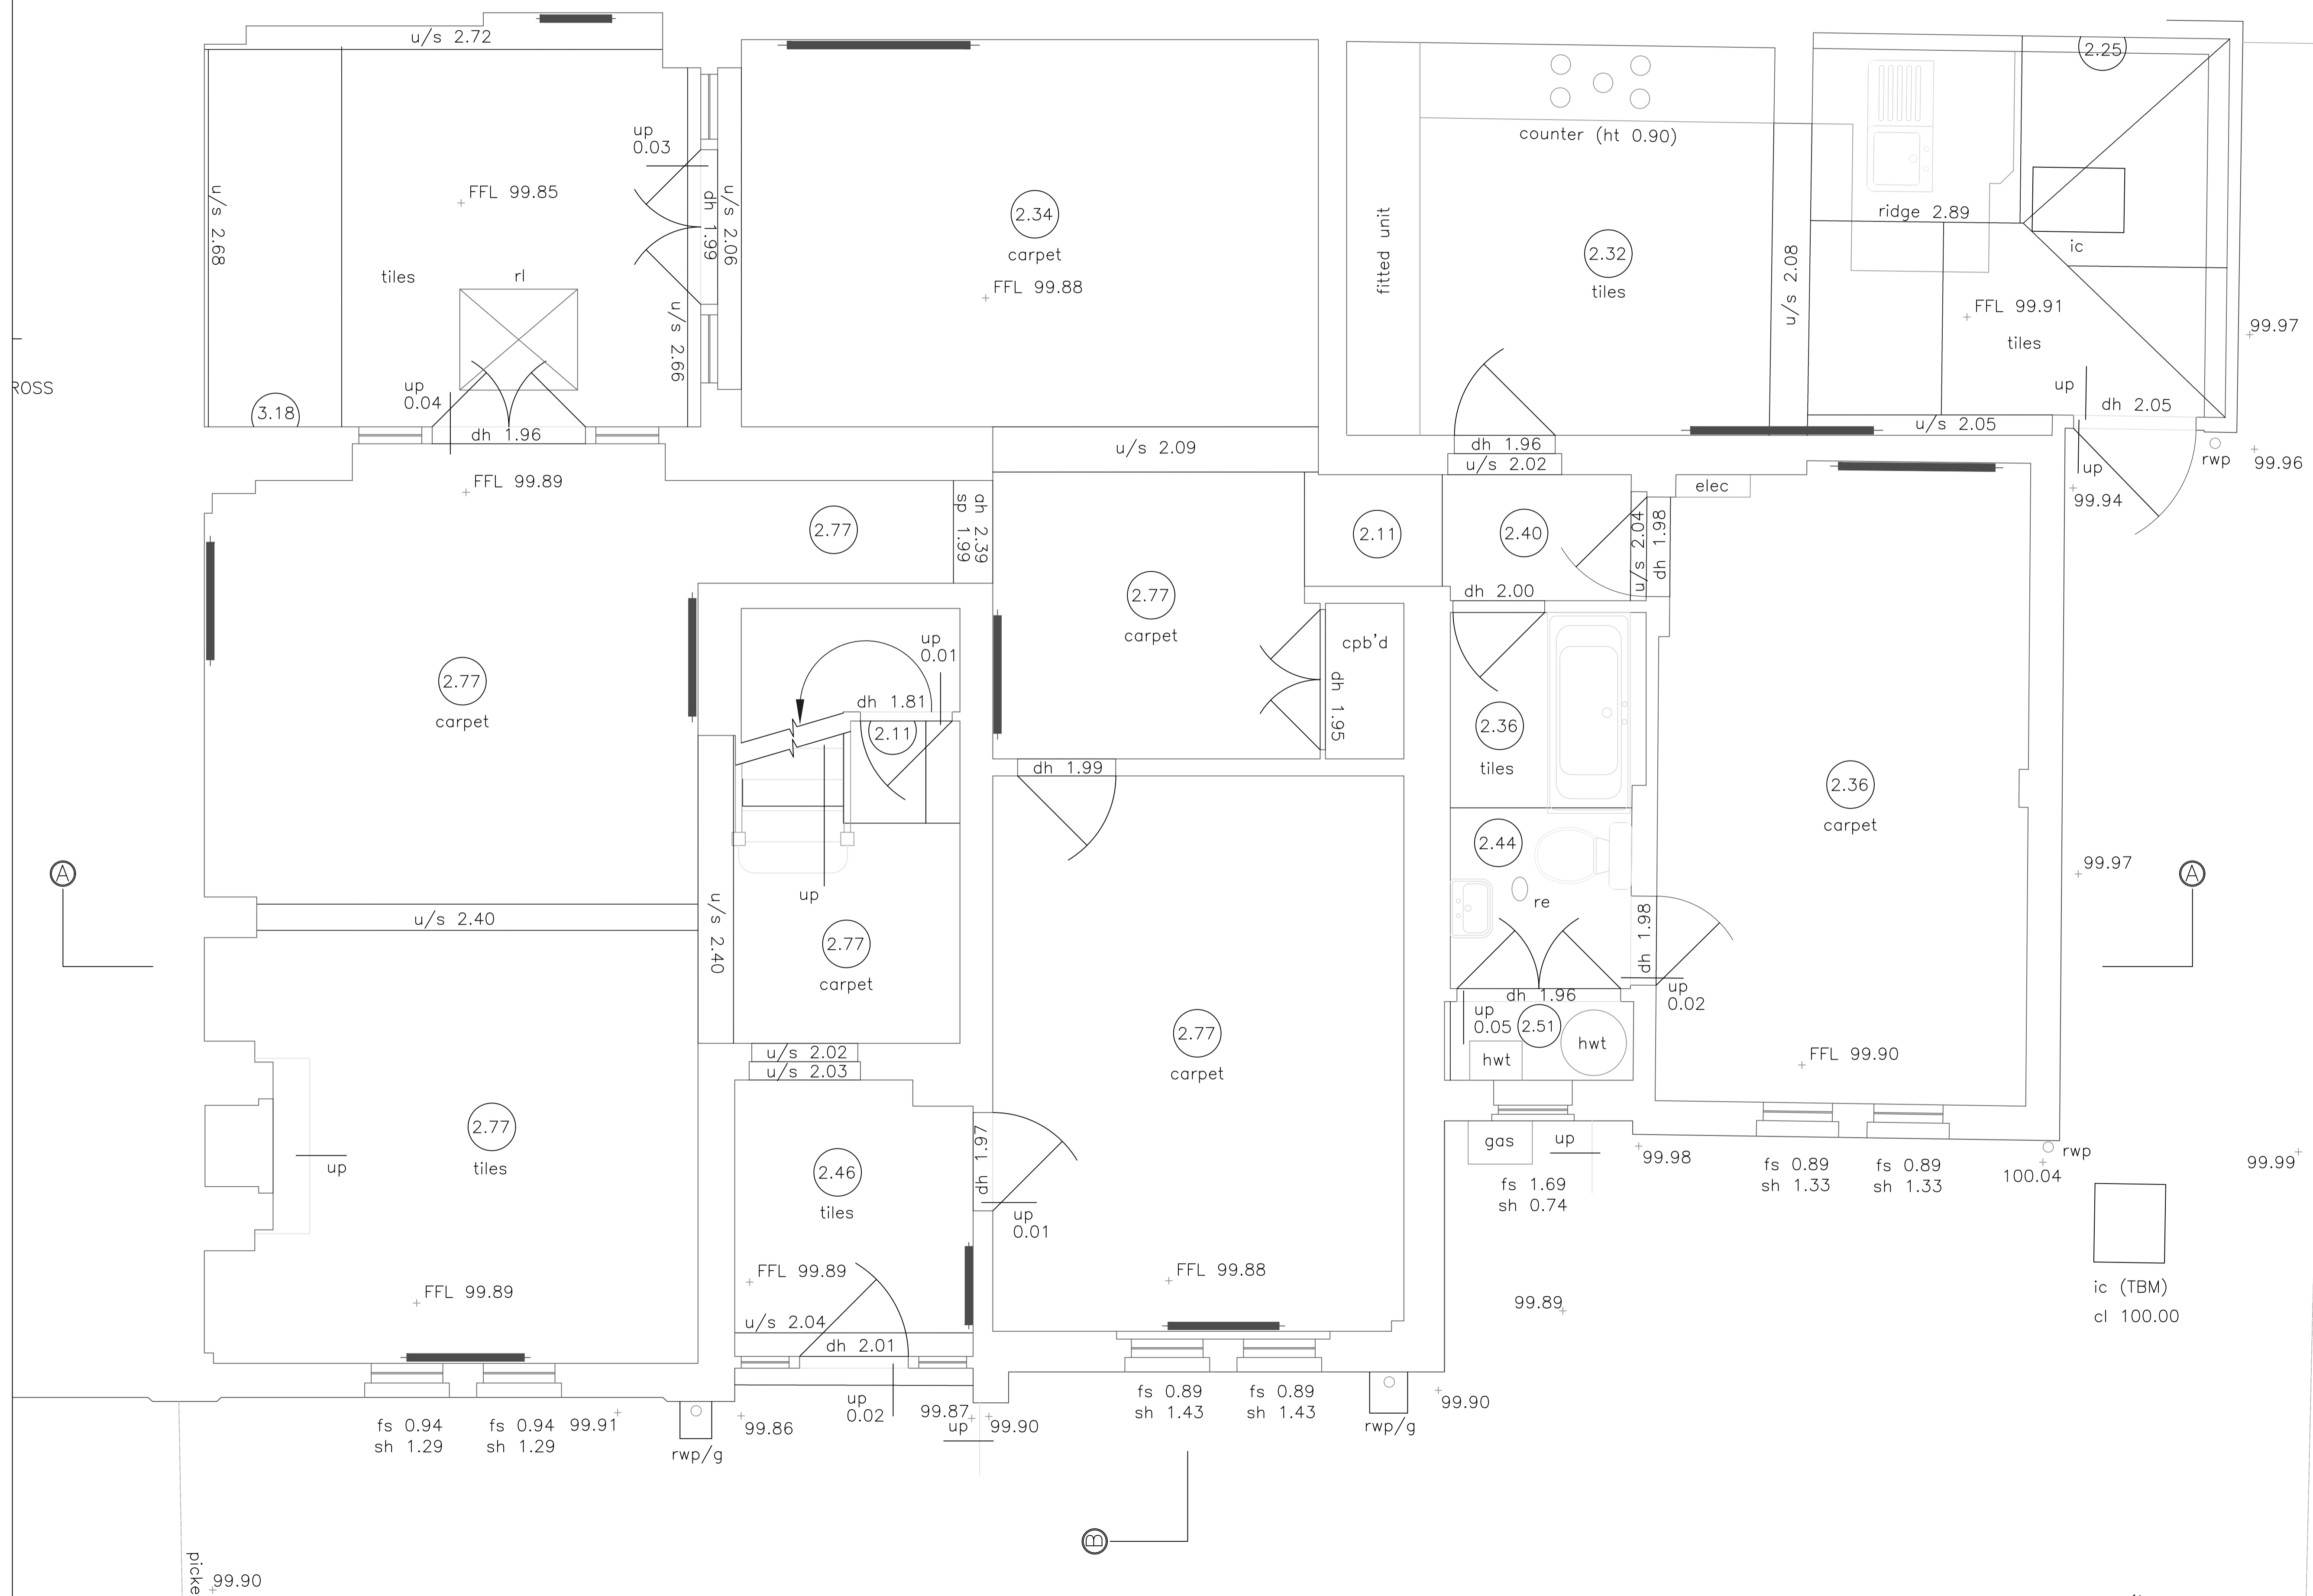 u/s 2.72
2.25
up
0.03
counter (ht 0.90)
FFL 99.85
u/s 2.68
dh 1.99
u/s 2.06
2.34
carpet
FFL 99.88
fitted unit
2.32
tiles
u/s 2.08
ridge 2.89
ic
FFL 99.91
tiles
99.97
tiles
rl
u/s 2.66
up
0.04
3.18
dh 1.96
up
dh 2.05
u/s 2.05
ROSS
FFL 99.89
u/s 2.09
dh 1.96
u/s 2.02
up
rwp
99.96
99.94
elec
2.77
ah 2.39
sp 1.99
2.11
2.40
u/s 2.04
dh 1.98
dh 2.00
2.77
carpet
2.77
carpet
up
0.01
dh 1.81
2.11
cpb'd
dh 1.95
2.36
tiles
dh 1.99
2.36
carpet
A
up
u/s 2.40
u/s 2.40
2.77
carpet
2.44
re
dh 1.98
99.97
A
dh 1.96
up
0.05
2.51
hwt
hwt
up
0.02
FFL 99.90
2.77
carpet
u/s 2.02
u/s 2.03
2.77
tiles
up
2.46
tiles
dh 1.97
up
0.01
gas
up
99.98
fs 1.69
sh 0.74
fs 0.89
sh 1.33
fs 0.89
sh 1.33
rwp
100.04
99.99
FFL 99.89
FFL 99.89
u/s 2.04
dh 2.01
FFL 99.88
99.89
ic (TBM)
cl 100.00
fs 0.94
sh 1.29
fs 0.94
sh 1.29
99.91
rwp/g
99.86
up
0.02
99.87
up
99.90
fs 0.89
sh 1.43
fs 0.89
sh 1.43
rwp/g
99.90
B
picke
99.90